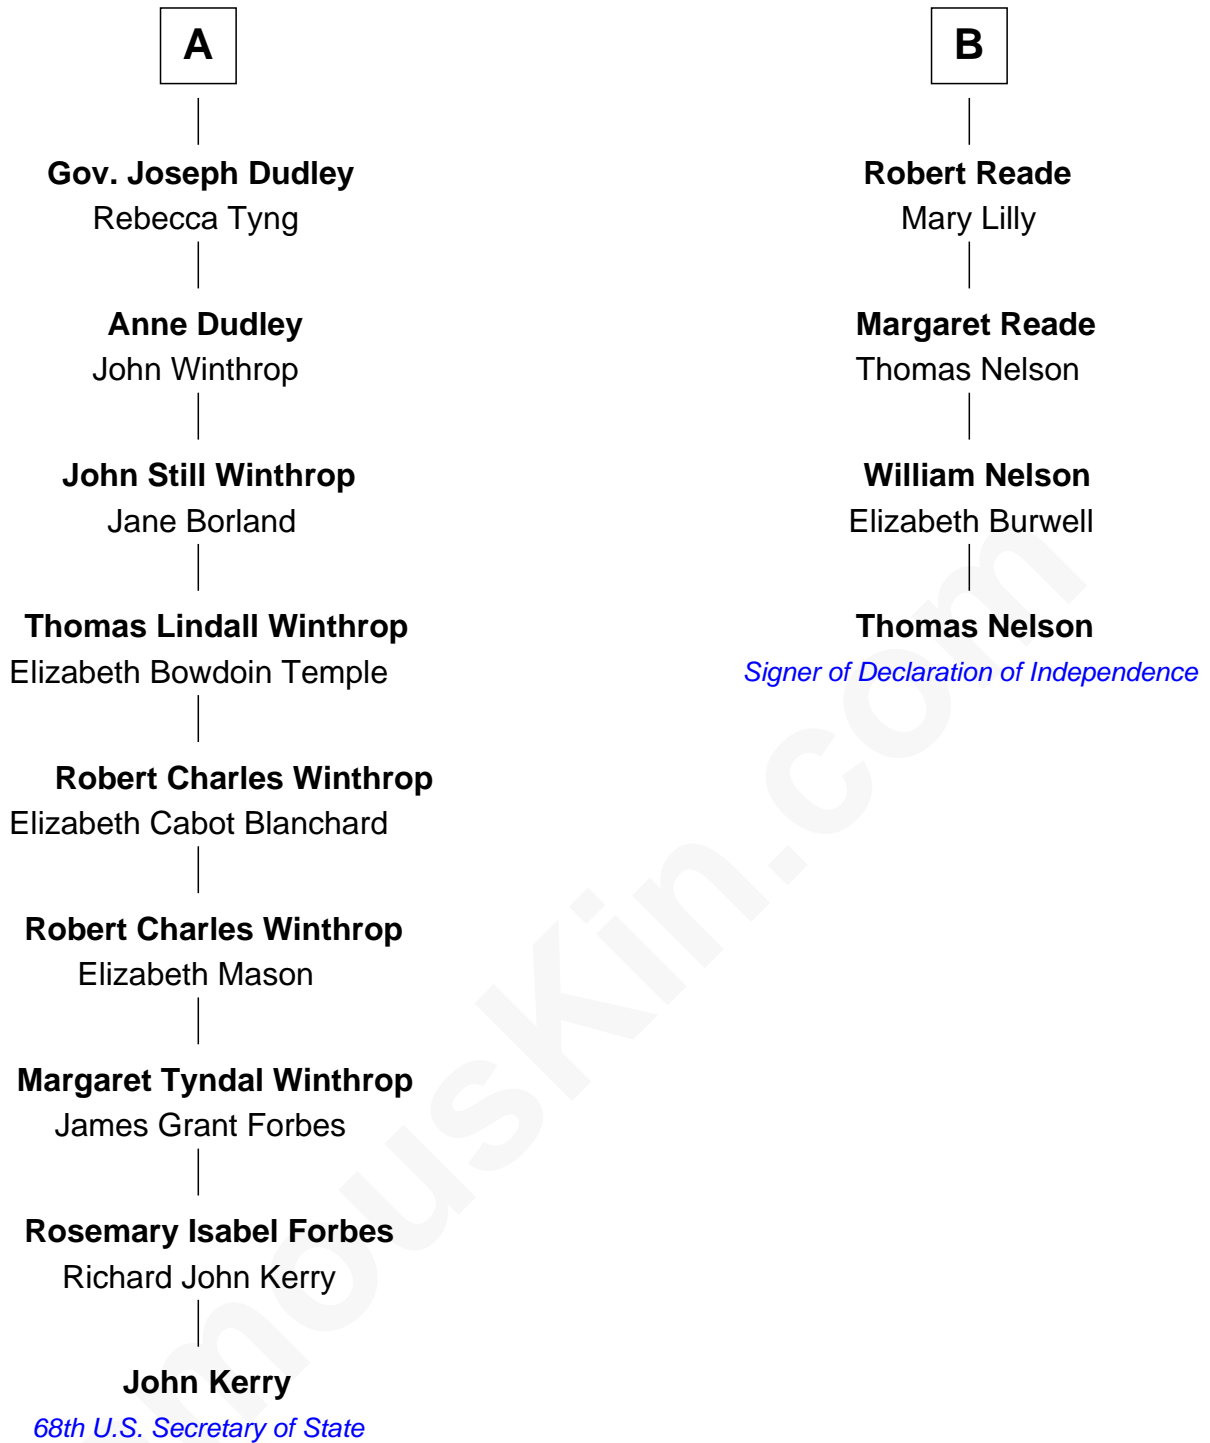 A
Gov. Joseph Dudley
Rebecca Tyng
Anne Dudley
John Winthrop
John Still Winthrop
Jane Borland
Thomas Lindall Winthrop
Elizabeth Bowdoin Temple
Robert Charles Winthrop
Elizabeth Cabot Blanchard
Robert Charles Winthrop
Elizabeth Mason
Margaret Tyndal Winthrop
James Grant Forbes
Rosemary Isabel Forbes
Richard John Kerry
John Kerry
68th U.S. Secretary of State
B
Robert Reade
Mary Lilly
Margaret Reade
Thomas Nelson
William Nelson
Elizabeth Burwell
Thomas Nelson
Signer of Declaration of Independence
mousKin.com